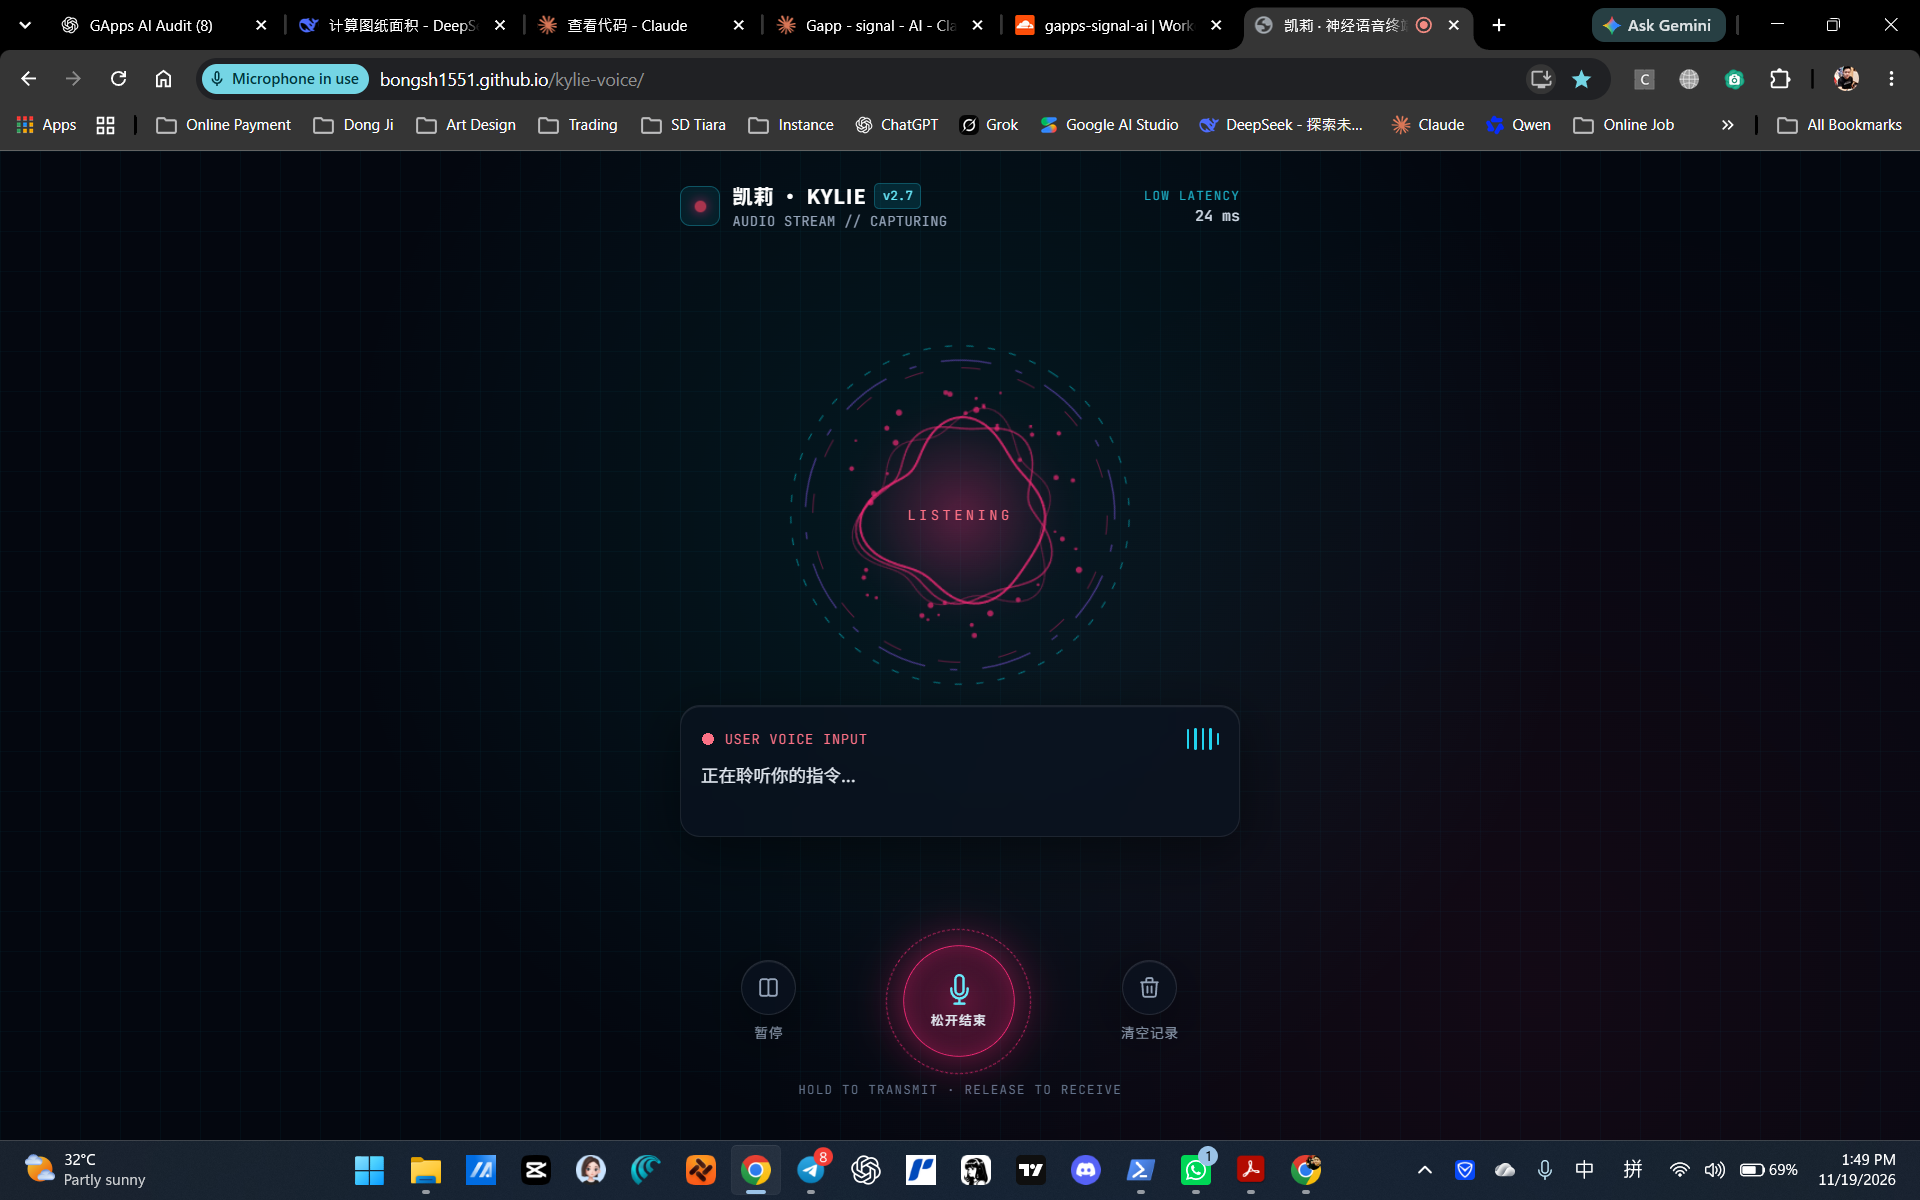 GApps AI Audit (8)
计算图纸面积 - DeepS
查看代码 - Claude
Gapp - signal - AI - Cla
gapps-signal-ai | Work
凯莉 · 神经语音终
Ask Gemini
Microphone in use
bongsh1551.github.io/kylie-voice/
C
Apps
Online Payment
Dong Ji
Art Design
Trading
SD Tiara
Instance
ChatGPT
Grok
Google AI Studio
DeepSeek - 探索未...
Claude
Qwen
Online Job
All Bookmarks
凯莉 · KYLIE v2.7
AUDIO STREAM // CAPTURING
LOW LATENCY
24 ms
LISTENING
USER VOICE INPUT
正在聆听你的指令...
暂停
松开结束
清空记录
HOLD TO TRANSMIT · RELEASE TO RECEIVE
32°C
Partly sunny
8
1
中
拼
69%
1:49 PM
11/19/2026